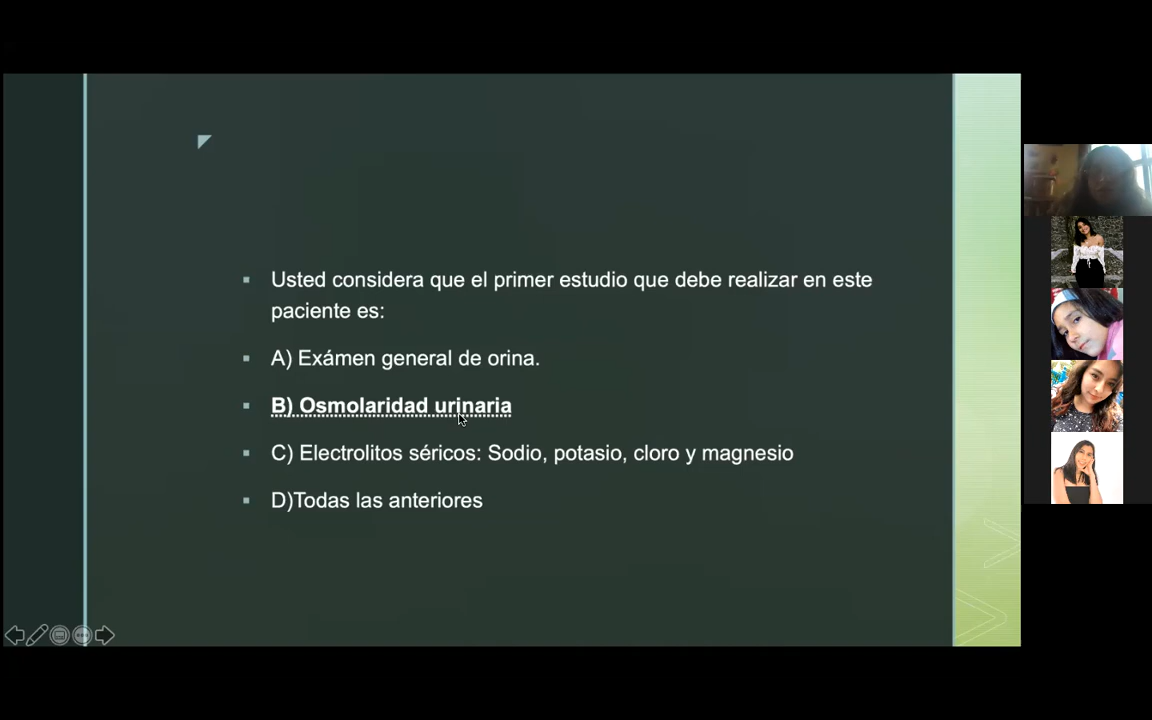 Usted considera que el primer estudio que debe realizar en este
paciente es:
A) Exámen general de orina.
B) Osmolaridad urinaria
C) Electrolitos séricos: Sodio, potasio, cloro y magnesio
D)Todas las anteriores